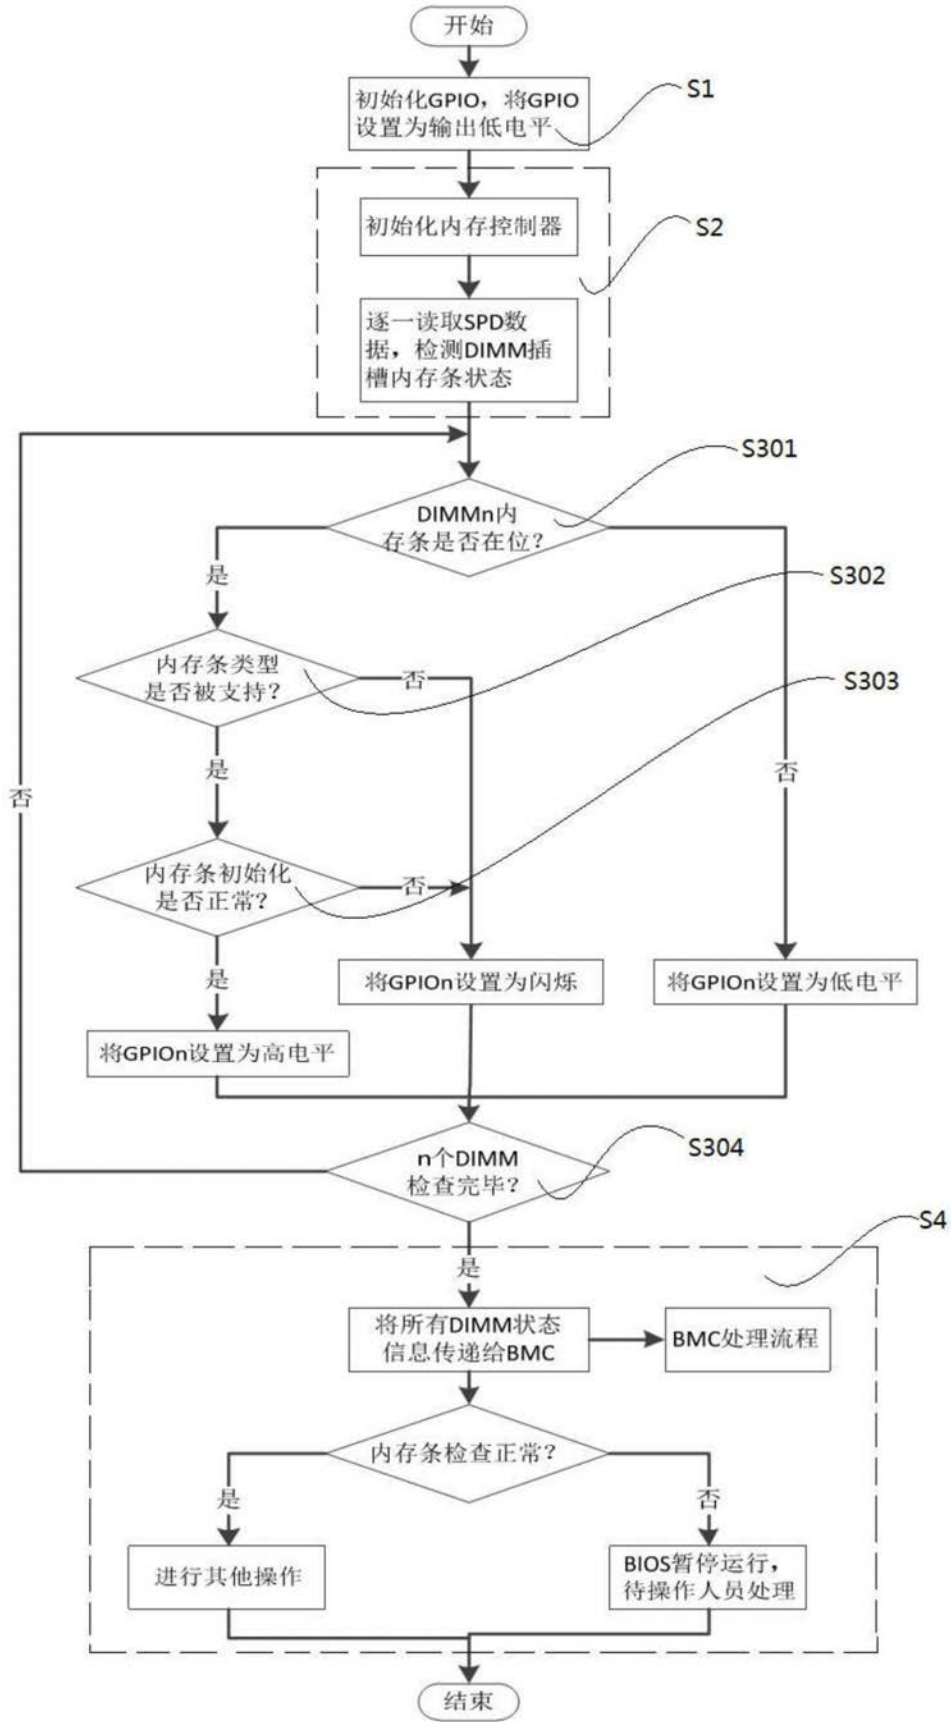 开始
初始化GPIO，将GPIO
设置为输出低电平
S1
初始化内存控制器
S2
逐一读取SPD数
据，检测DIMM插
槽内存条状态
S301
DIMMn内
存条是否在位？
是
S302
内存条类型
是否被支持？
否
S303
是
否
否
内存条初始化
是否正常？
否
是
将GPIOn设置为闪烁
将GPIOn设置为低电平
将GPIOn设置为高电平
S304
n个DIMM
检查完毕？
S4
是
将所有DIMM状态
信息传递给BMC
BMC处理流程
内存条检查正常？
是
否
进行其他操作
BIOS暂停运行，
待操作人员处理
结束